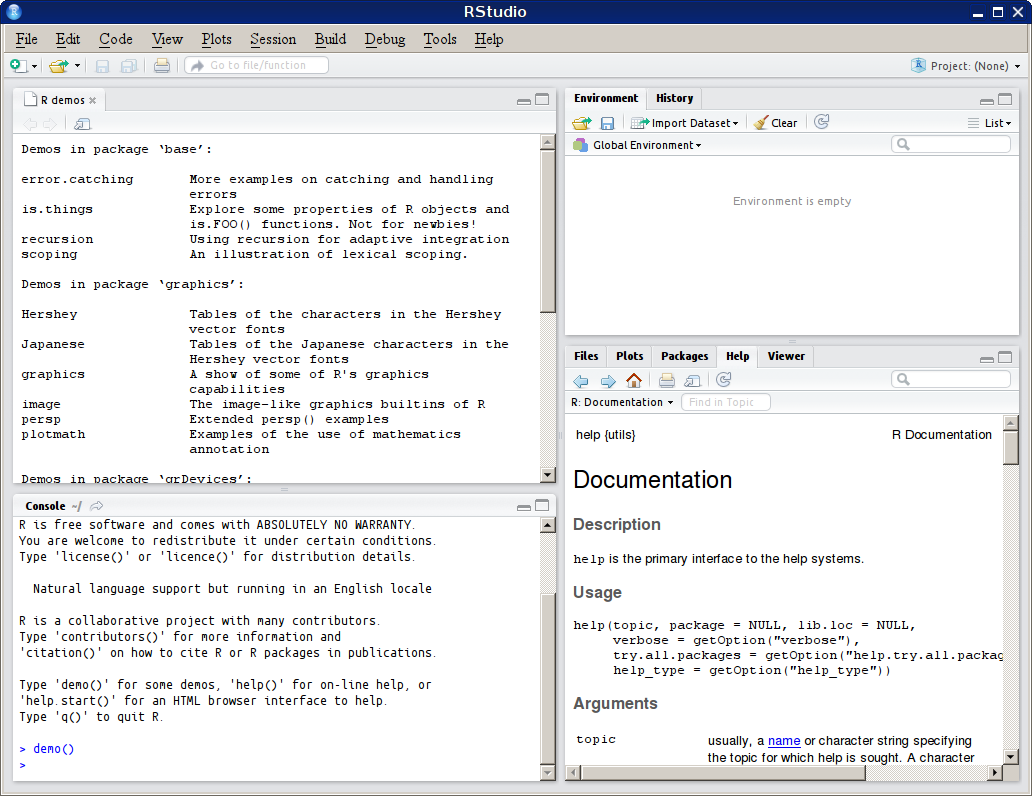 RStudio
File Edit Code View Plots Session Build Debug Tools Help
Go to file/function
Project: (None)
R demos
Demos in package ‘base’:
error.catching More examples on catching and handling
errors
is.things Explore some properties of R objects and
is.FOO() functions. Not for newbies!
recursion Using recursion for adaptive integration
scoping An illustration of lexical scoping.
Demos in package ‘graphics’:
Hershey Tables of the characters in the Hershey
vector fonts
Japanese Tables of the Japanese characters in the
Hershey vector fonts
graphics A show of some of R's graphics
capabilities
image The image-like graphics builtins of R
persp Extended persp() examples
plotmath Examples of the use of mathematics
annotation
Demos in package ‘grDevices’:
Console ~/
R is free software and comes with ABSOLUTELY NO WARRANTY.
You are welcome to redistribute it under certain conditions.
Type 'license()' or 'licence()' for distribution details.
Natural language support but running in an English locale
R is a collaborative project with many contributors.
Type 'contributors()' for more information and
'citation()' on how to cite R or R packages in publications.
Type 'demo()' for some demos, 'help()' for on-line help, or
'help.start()' for an HTML browser interface to help.
Type 'q()' to quit R.
> demo()
>
Environment History
Import Dataset Clear List
Global Environment
Environment is empty
Files Plots Packages Help Viewer
R: Documentation Find in Topic
help {utils} R Documentation
Documentation
Description
help is the primary interface to the help systems.
Usage
help(topic, package = NULL, lib.loc = NULL,
verbose = getOption("verbose"),
try.all.packages = getOption("help.try.all.packag
help_type = getOption("help_type"))
Arguments
topic usually, a name or character string specifying
the topic for which help is sought. A character